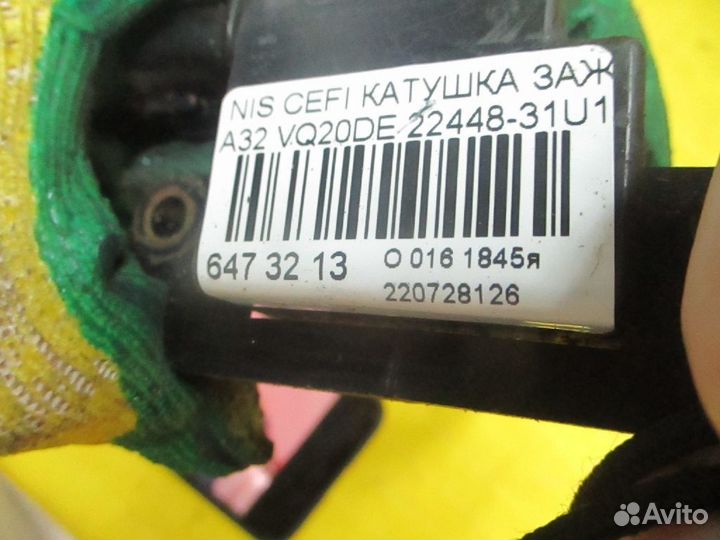 NIS CEFI КАТУШКА ЗАЖ
A32 VQ20DE 22448-31U1
647 32 13
О 016 1845я
220728126
Avito